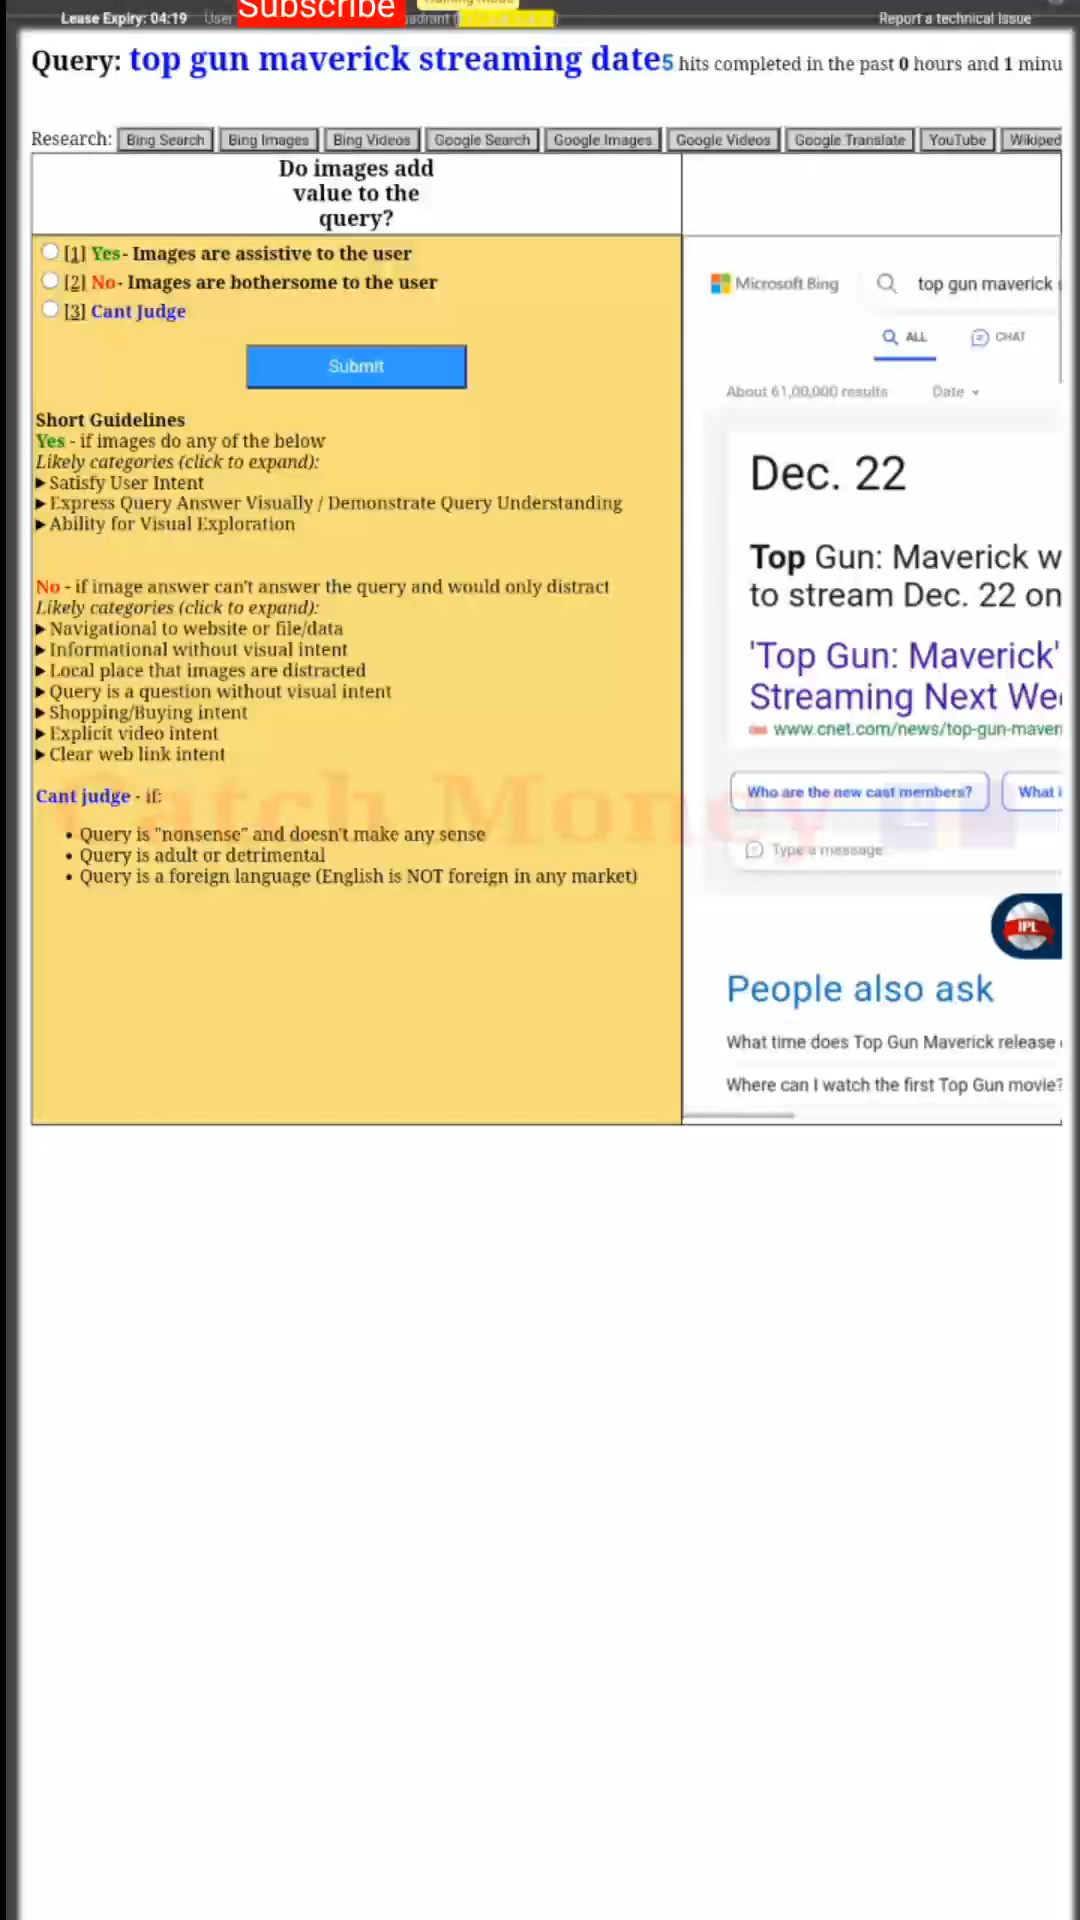 Subscribe
Lease Expiry: 04:19 User
Report a technical Issue
Query: top gun maverick streaming date5 hits completed in the past 0 hours and 1 minu
Research: Bing Search Bing Images Bing Videos Google Search Google Images Google Videos Google Translate YouTube Wikiped
Do images add
value to the
query?
[1] Yes- Images are assistive to the user
[2] No- Images are bothersome to the user
[3] Cant Judge
Submit
Short Guidelines
Yes - if images do any of the below
Likely categories (click to expand):
▶ Satisfy User Intent
▶ Express Query Answer Visually / Demonstrate Query Understanding
▶ Ability for Visual Exploration
No - if image answer can't answer the query and would only distract
Likely categories (click to expand):
▶ Navigational to website or file/data
▶ Informational without visual intent
▶ Local place that images are distracted
▶ Query is a question without visual intent
▶ Shopping/Buying intent
▶ Explicit video intent
▶ Clear web link intent
Cant judge - if:
• Query is "nonsense" and doesn't make any sense
• Query is adult or detrimental
• Query is a foreign language (English is NOT foreign in any market)
Microsoft Bing top gun maverick
ALL CHAT
About 61,00,000 results Date
Dec. 22
Top Gun: Maverick w
to stream Dec. 22 on
'Top Gun: Maverick'
Streaming Next We
www.cnet.com/news/top-gun-maver
Who are the new cast members? What i
Type a message
Catch Money
IPL
People also ask
What time does Top Gun Maverick release
Where can I watch the first Top Gun movie?